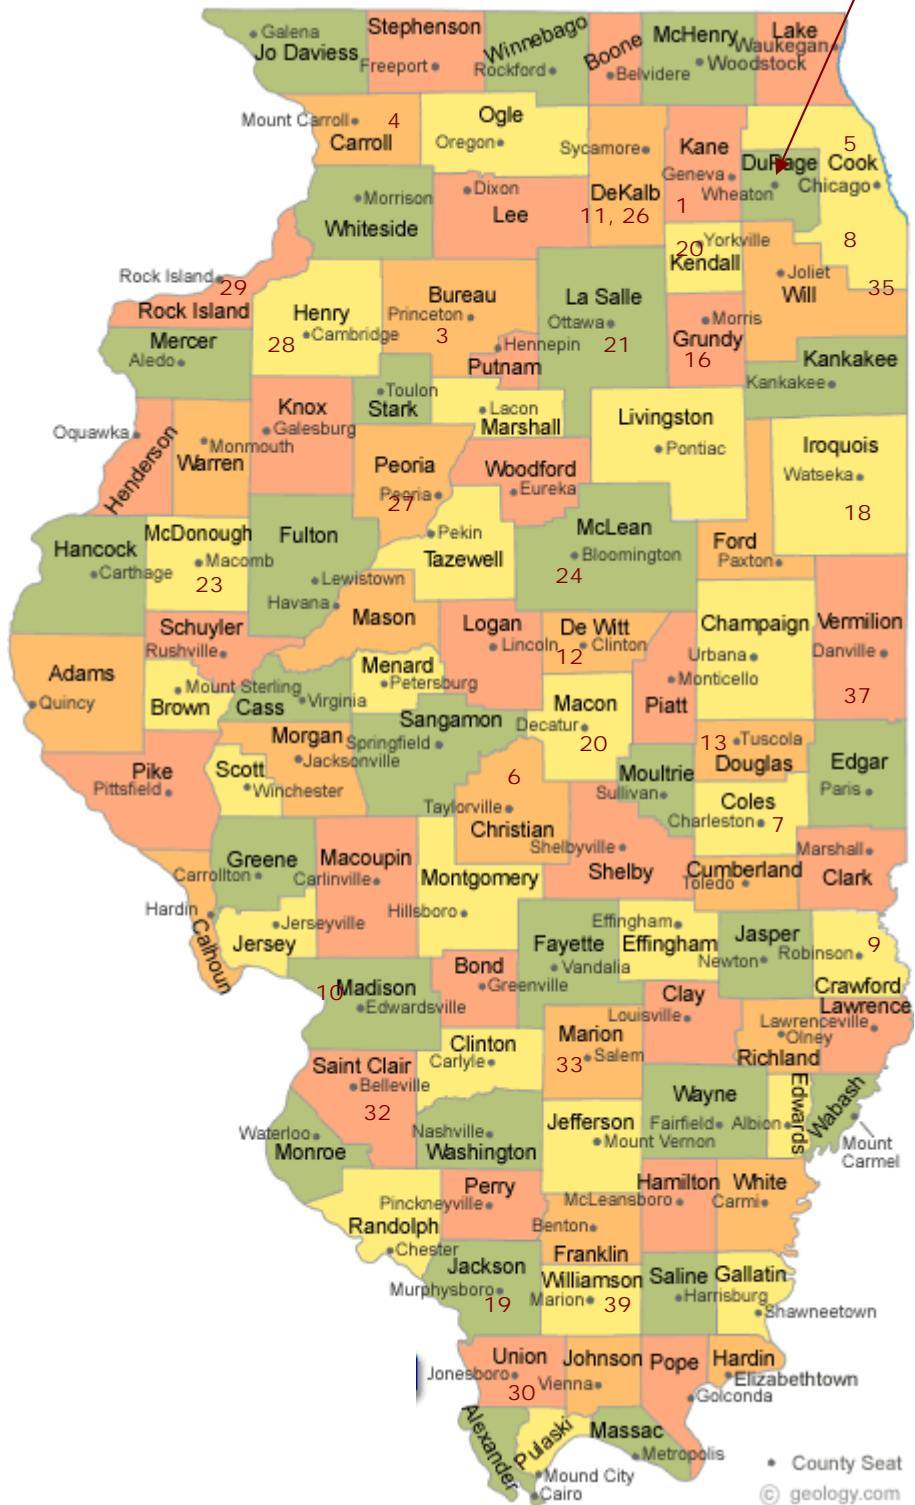 Galena
Jo Daviess
Stephenson
Freeport
Winnebago
Rockford
Boone
Belvidere
McHenry
Woodstock
Lake
Waukegan
Mount Carroll
4
Carroll
Ogle
Oregon
Sycamore
DeKalb
11, 26
Kane
Geneva
1
DuPage
Wheaton
5
Cook
Chicago
8
35
Morrison
Whiteside
Dixon
Lee
20
Yorkville
Kendall
Joliet
Will
Rock Island
29
Rock Island
Henry
Cambridge
28
Bureau
Princeton
3
Hennepin
Putnam
La Salle
Ottawa
21
Morris
Grundy
16
Kankakee
Kankakee
Mercer
Aledo
Toulon
Stark
Lacon
Marshall
Livingston
Pontiac
Iroquois
Watseka
18
Oquawka
Henderson
Monmouth
Warren
Knox
Galesburg
Peoria
Peoria
27
Woodford
Eureka
McLean
Bloomington
24
Ford
Paxton
Hancock
Carthage
McDonough
Macomb
23
Fulton
Lewistown
Havana
Pekin
Tazewell
Mason
Logan
Lincoln
De Witt
12
Clinton
Champaign
Urbana
Vermilion
Danville
37
Schuyler
Rushville
Adams
Quincy
Mount Sterling
Brown
Virginia
Cass
Menard
Petersburg
Monticello
Piatt
Macon
Decatur
20
Sangamon
Springfield
Morgan
Jacksonville
Scott
Winchester
Pike
Pittsfield
6
Taylorville
Christian
Moultrie
Sullivan
13
Tuscola
Douglas
Edgar
Paris
Coles
Charleston
7
Shelbyville
Shelby
Cumberland
Toledo
Marshall
Clark
Greene
Carrollton
Macoupin
Carlinville
Montgomery
Hillsboro
Hardin
Calhoun
Jerseyville
Jersey
Fayette
Vandalia
Effingham
Effingham
Jasper
Newton
9
Robinson
Crawford
10
Madison
Edwardsville
Bond
Greenville
Clay
Louisville
Lawrence
Lawrenceville
Olney
Richland
Marion
33
Salem
Clinton
Carlyle
Saint Clair
Belleville
32
Wayne
Fairfield
Albion
Edwards
Wabash
Mount
Carmel
Waterloo
Monroe
Nashville
Washington
Jefferson
Mount Vernon
Perry
Pinckneyville
Randolph
Chester
Hamilton
McLeansboro
White
Carmi
Benton
Franklin
Jackson
Murphysboro
19
Williamson
Marion
39
Saline
Harrisburg
Gallatin
Shawneetown
Union
Jonesboro
30
Johnson
Vienna
Pope
Golconda
Hardin
Elizabethtown
Alexander
Pulaski
Massac
Metropolis
Mound City
Cairo
County Seat
© geology.com